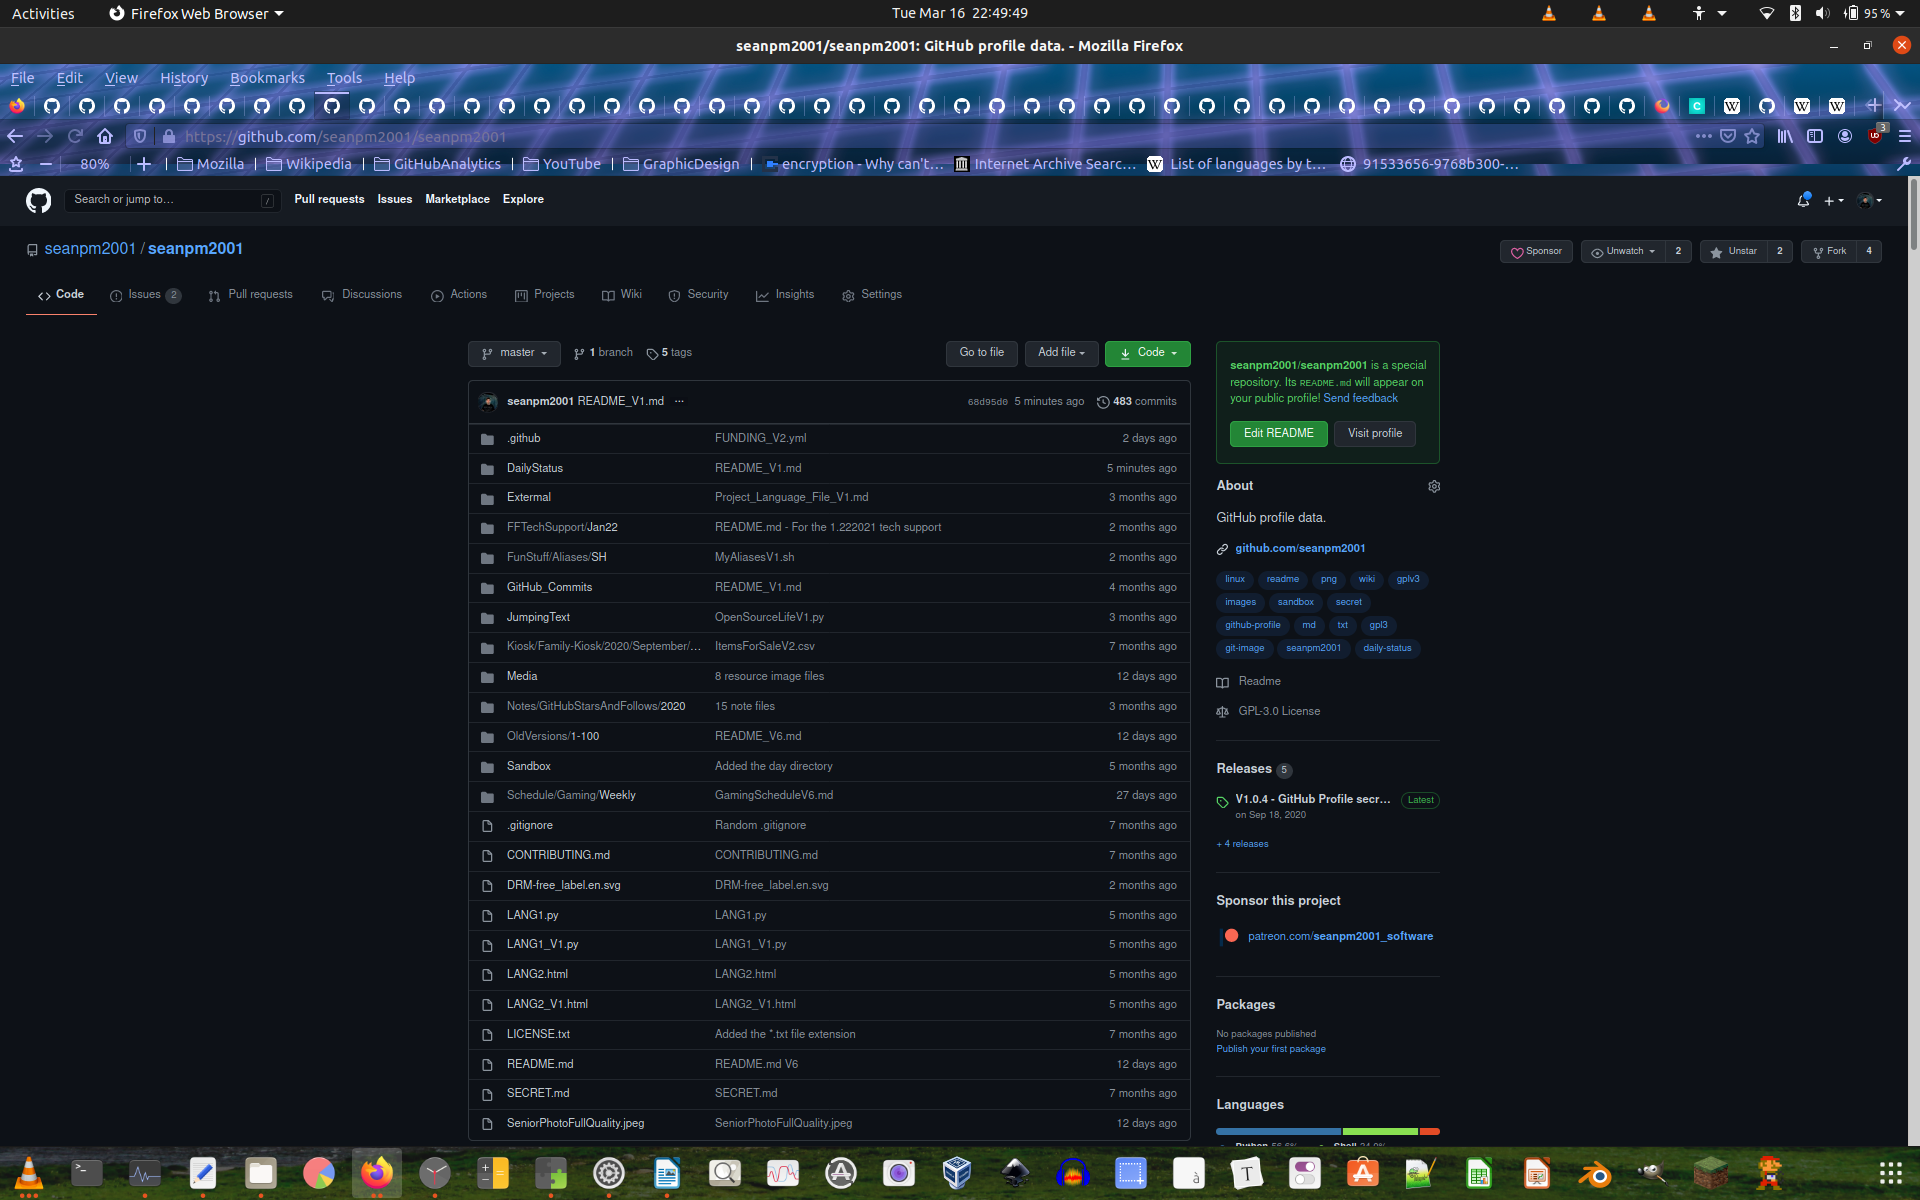 Activities Firefox Web Browser Tue Mar 16 22:49:49 95 %
seanpm2001/seanpm2001: GitHub profile data. - Mozilla Firefox
File Edit View History Bookmarks Tools Help
https://github.com/seanpm2001/seanpm2001 3
80% Mozilla Wikipedia GitHubAnalytics YouTube GraphicDesign encryption - Why can't… Internet Archive Searc… List of languages by t… 91533656-9768b300-…
Search or jump to… / Pull requests Issues Marketplace Explore
seanpm2001 / seanpm2001 Sponsor Unwatch 2 Unstar 2 Fork 4
Code Issues 2 Pull requests Discussions Actions Projects Wiki Security Insights Settings
master 1 branch 5 tags Go to file Add file Code
seanpm2001 README_V1.md ... 68d95d0 5 minutes ago 483 commits
.github FUNDING_V2.yml 2 days ago
DailyStatus README_V1.md 5 minutes ago
Extermal Project_Language_File_V1.md 3 months ago
FFTechSupport/Jan22 README.md - For the 1.222021 tech support 2 months ago
FunStuff/Aliases/SH MyAliasesV1.sh 2 months ago
GitHub_Commits README_V1.md 4 months ago
JumpingText OpenSourceLifeV1.py 3 months ago
Kiosk/Family-Kiosk/2020/September/… ItemsForSaleV2.csv 7 months ago
Media 8 resource image files 12 days ago
Notes/GitHubStarsAndFollows/2020 15 note files 3 months ago
OldVersions/1-100 README_V6.md 12 days ago
Sandbox Added the day directory 5 months ago
Schedule/Gaming/Weekly GamingScheduleV6.md 27 days ago
.gitignore Random .gitignore 7 months ago
CONTRIBUTING.md CONTRIBUTING.md 7 months ago
DRM-free_label.en.svg DRM-free_label.en.svg 2 months ago
LANG1.py LANG1.py 5 months ago
LANG1_V1.py LANG1_V1.py 5 months ago
LANG2.html LANG2.html 5 months ago
LANG2_V1.html LANG2_V1.html 5 months ago
LICENSE.txt Added the *.txt file extension 7 months ago
README.md README.md V6 12 days ago
SECRET.md SECRET.md 7 months ago
SeniorPhotoFullQuality.jpeg SeniorPhotoFullQuality.jpeg 12 days ago
seanpm2001/seanpm2001 is a special
repository. Its README.md will appear on
your public profile! Send feedback
Edit README Visit profile
About
GitHub profile data.
github.com/seanpm2001
linux readme png wiki gplv3
images sandbox secret
github-profile md txt gpl3
git-image seanpm2001 daily-status
Readme
GPL-3.0 License
Releases 5
V1.0.4 - GitHub Profile secr... Latest
on Sep 18, 2020
+ 4 releases
Sponsor this project
patreon.com/seanpm2001_software
Packages
No packages published
Publish your first package
Languages